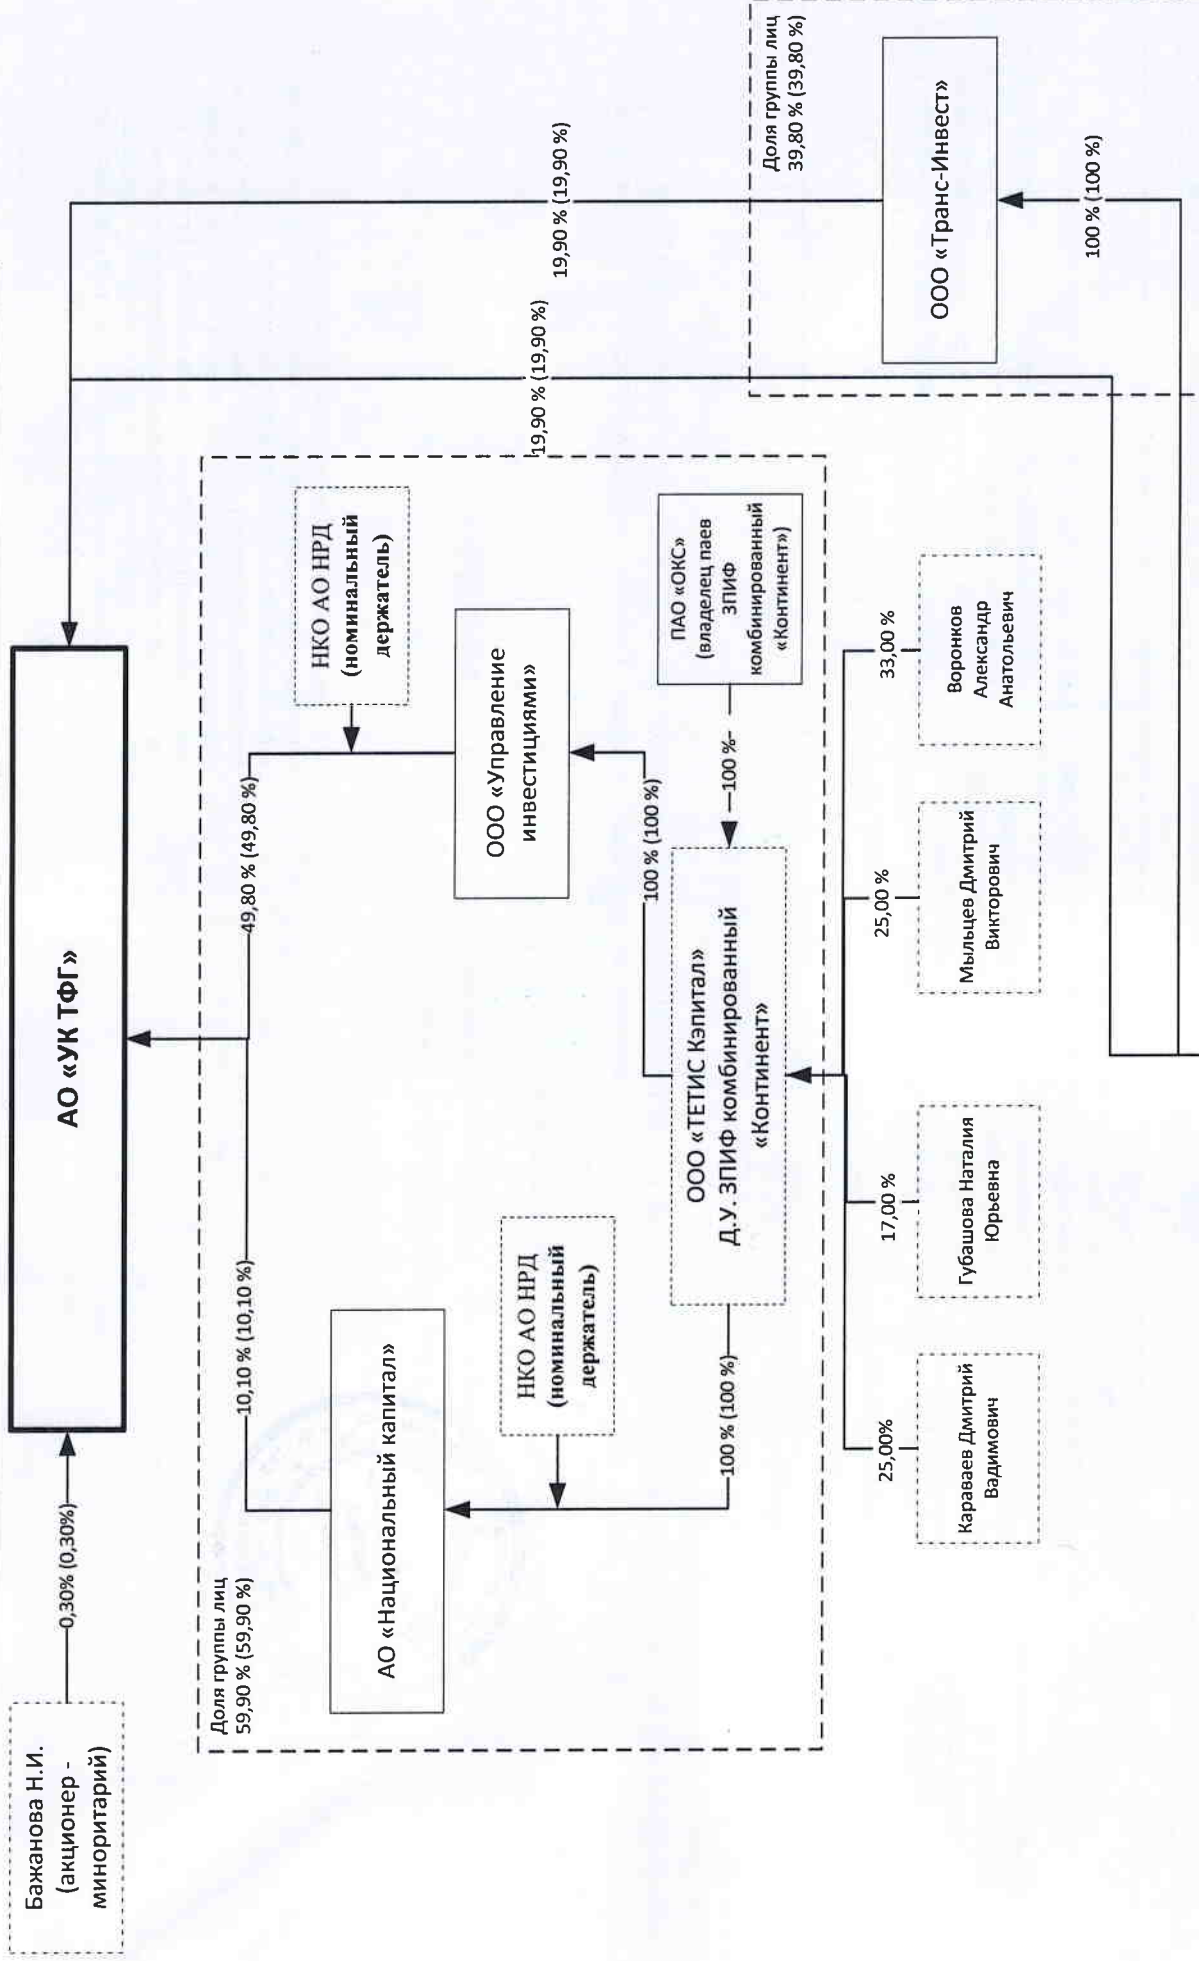 Бажанова Н.И.
(акционер -
миноритарий)
0,30% (0,30%)
АО «УК ТФГ»
Доля группы лиц
59,90 % (59,90 %)
10,10 % (10,10 %)
49,80 % (49,80 %)
19,90 % (19,90 %)
19,90 % (19,90 %)
АО «Национальный капитал»
НКО АО НРД
(номинальный
держатель)
ООО «Управление
инвестициями»
НКО АО НРД
(номинальный
держатель)
100 % (100 %)
100 % (100 %)
ООО «ТЕТИС Кэпитал»
Д.У. ЗПИФ комбинированный
«Континент»
100 %
ПАО «ОКС»
(владелец паев
ЗПИФ
комбинированный
«Континент»)
Доля группы лиц
39,80 % (39,80 %)
ООО «Транс-Инвест»
100 % (100 %)
25,00%
17,00 %
25,00 %
33,00 %
Караваев Дмитрий
Вадимович
Губашова Наталия
Юрьевна
Мыльцев Дмитрий
Викторович
Воронков
Александр
Анатольевич